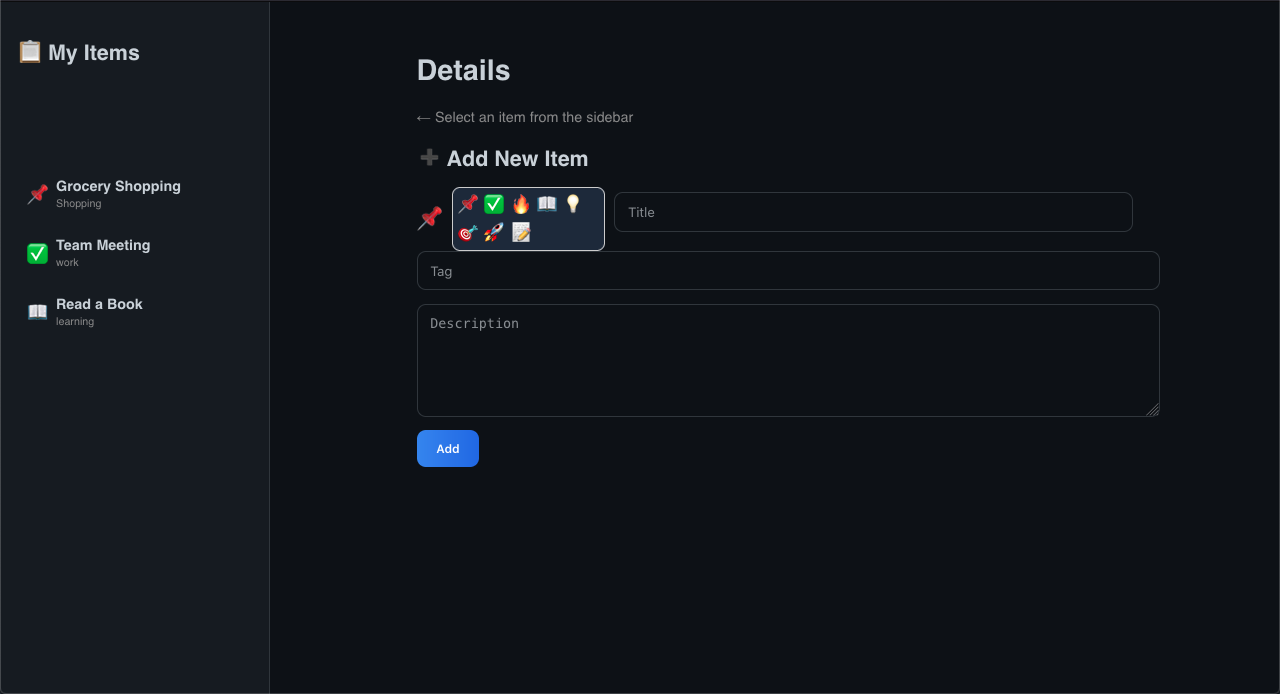 📋 My Items
📌 Grocery Shopping
Shopping
✅ Team Meeting
work
📖 Read a Book
learning
Details
← Select an item from the sidebar
➕ Add New Item
📌
📌 ✅ 🔥 📖 💡
🎯 🚀 📝
Title
Tag
Description
Add